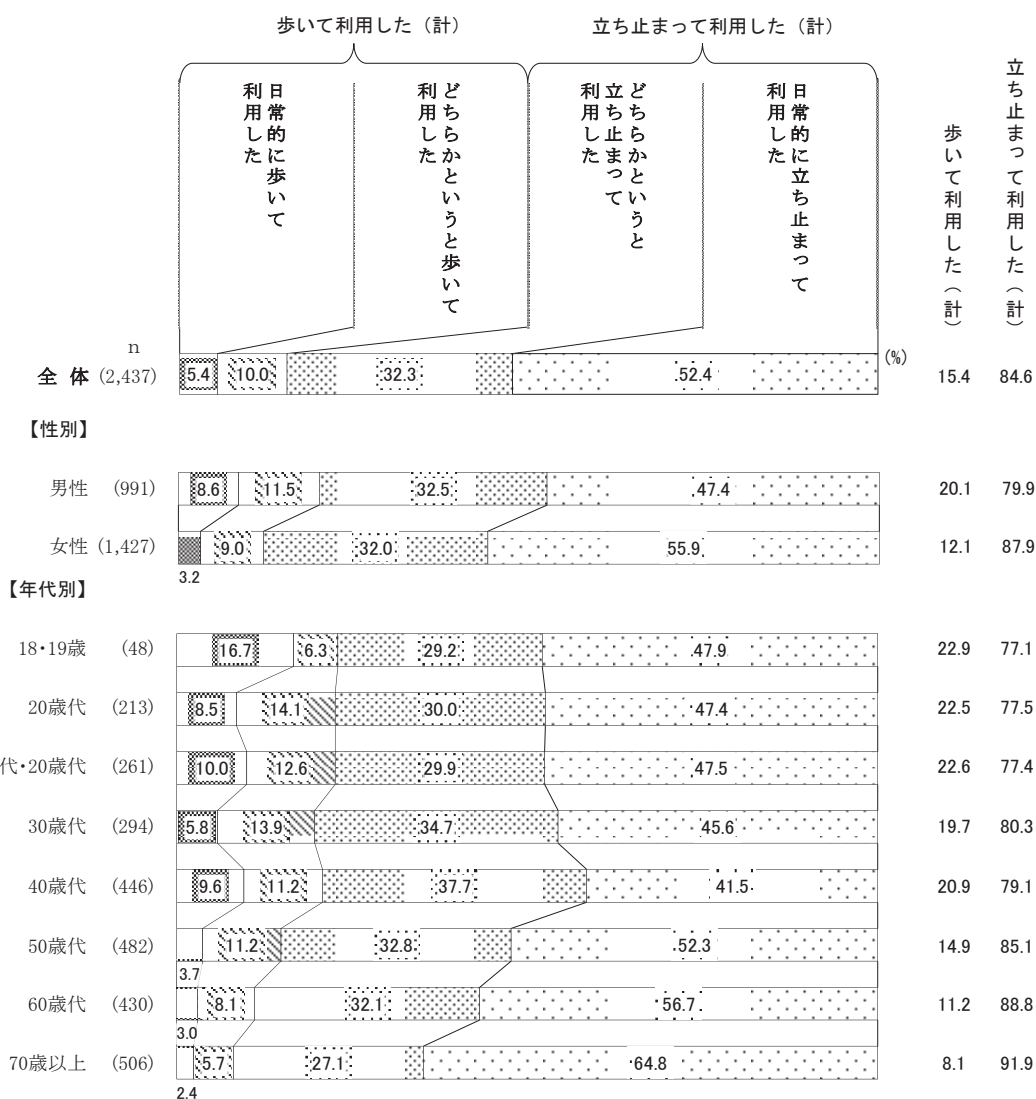 歩いて利用した（計）
立ち止まって利用した（計）
日常的に歩いて
利用した
どちらかというと歩いて
利用した
どちらかというと
立ち止まって
利用した
日常的に立ち止まって
利用した
歩いて利用した（計）
立ち止まって利用した（計）
n
(%)
全 体 (2,437) 5.4 10.0 32.3 52.4 15.4 84.6
【性別】
男性 (991) 8.6 11.5 32.5 47.4 20.1 79.9
女性 (1,427) 9.0 32.0 55.9 12.1 87.9
3.2
【年代別】
18・19歳 (48) 16.7 6.3 29.2 47.9 22.9 77.1
20歳代 (213) 8.5 14.1 30.0 47.4 22.5 77.5
代・20歳代 (261) 10.0 12.6 29.9 47.5 22.6 77.4
30歳代 (294) 5.8 13.9 34.7 45.6 19.7 80.3
40歳代 (446) 9.6 11.2 37.7 41.5 20.9 79.1
50歳代 (482) 11.2 32.8 52.3 14.9 85.1
3.7
60歳代 (430) 8.1 32.1 56.7 11.2 88.8
3.0
70歳以上 (506) 5.7 27.1 64.8 8.1 91.9
2.4